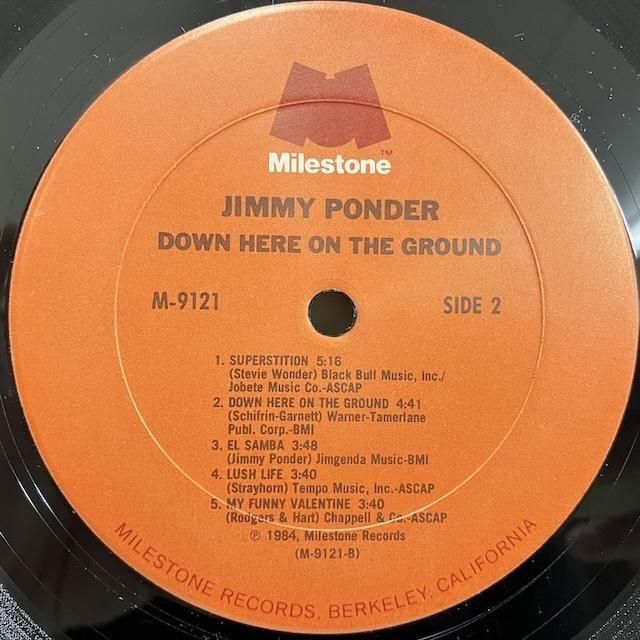 Milestone™
JIMMY PONDER
DOWN HERE ON THE GROUND
M-9121
SIDE 2
1. SUPERSTITION 5:16
(Stevie Wonder) Black Bull Music, Inc./
Jobete Music Co.-ASCAP
2. DOWN HERE ON THE GROUND 4:41
(Schifrin-Garnett) Warner-Tamerlane
Publ. Corp.-BMI
3. EL SAMBA 3:48
(Jimmy Ponder) Jimgenda Music-BMI
4. LUSH LIFE 3:40
(Strayhorn) Tempo Music, Inc.-ASCAP
5. MY FUNNY VALENTINE 3:40
(Rodgers & Hart) Chappell & Co.-ASCAP
℗ 1984, Milestone Records
(M-9121-B)
MILESTONE RECORDS, BERKELEY, CALIFORNIA